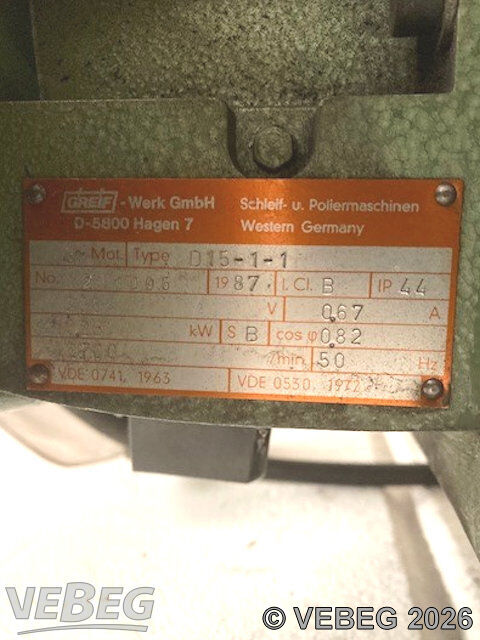 GREIF -Werk GmbH Schleif- u. Poliermaschinen
D-5800 Hagen 7 Western Germany
Mot. Type D15-1-1
No. 1987 I. Cl. B IP 44
V 0.67 A
kW S B cos φ 0.82
/min 50 Hz
VDE 0741, 1963 VDE 0530, 1972
VEBEG
© VEBEG 2026